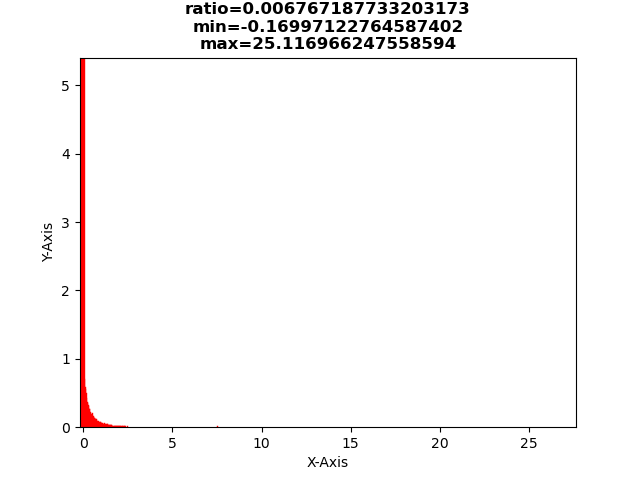 ratio=0.006767187733203173
min=-0.16997122764587402
max=25.116966247558594
5
4
3
2
1
0
Y-Axis
0 5 10 15 20 25
X-Axis